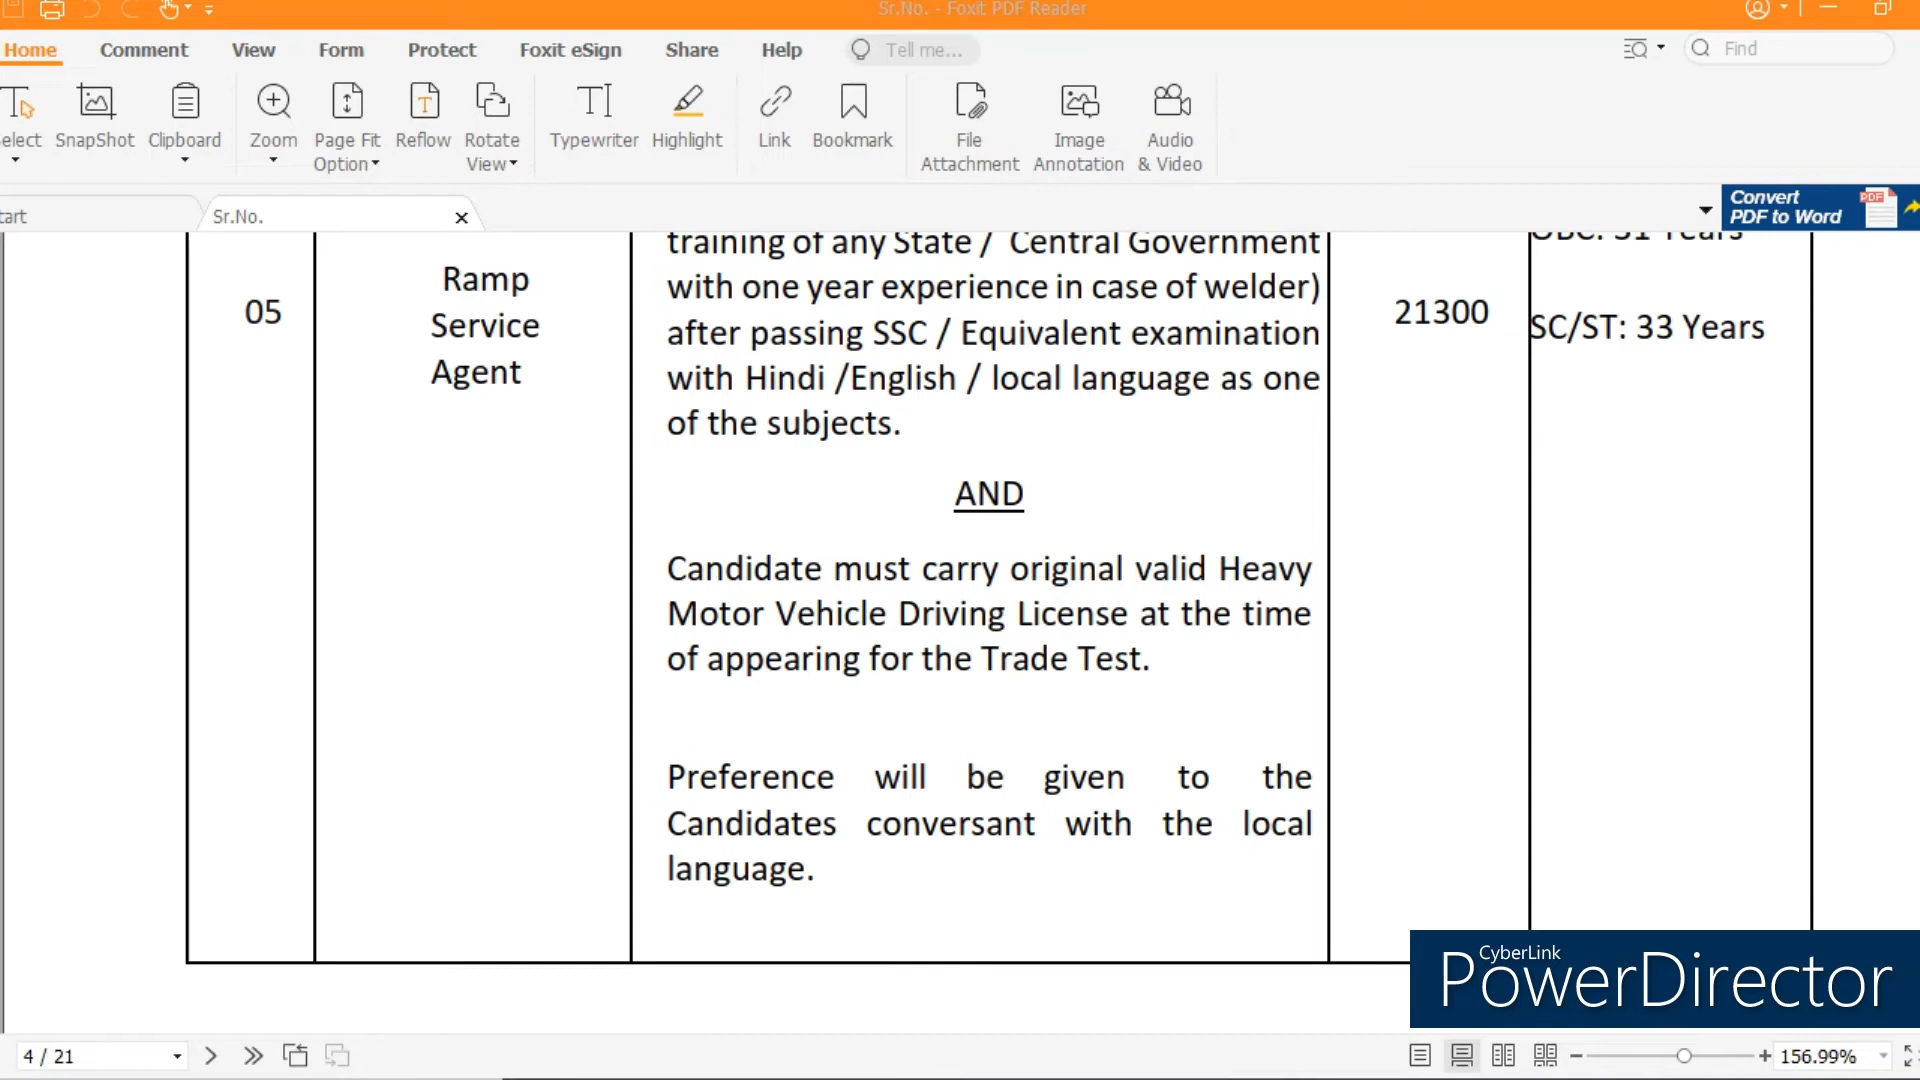 Sr.No. - Foxit PDF Reader
Home Comment View Form Protect Foxit eSign Share Help Tell me... Find
elect SnapShot Clipboard Zoom Page Fit Option Reflow Rotate View Typewriter Highlight Link Bookmark File Attachment Image Annotation Audio & Video
tart Sr.No. Convert
PDF to Word
PDF
training of any State / Central Government
with one year experience in case of welder)
after passing SSC / Equivalent examination
with Hindi /English / local language as one
of the subjects.
05
Ramp
Service
Agent
21300
OBC: 31 Years
SC/ST: 33 Years
AND
Candidate must carry original valid Heavy
Motor Vehicle Driving License at the time
of appearing for the Trade Test.
Preference will be given to the
Candidates conversant with the local
language.
CyberLink
PowerDirector
4 / 21
156.99%